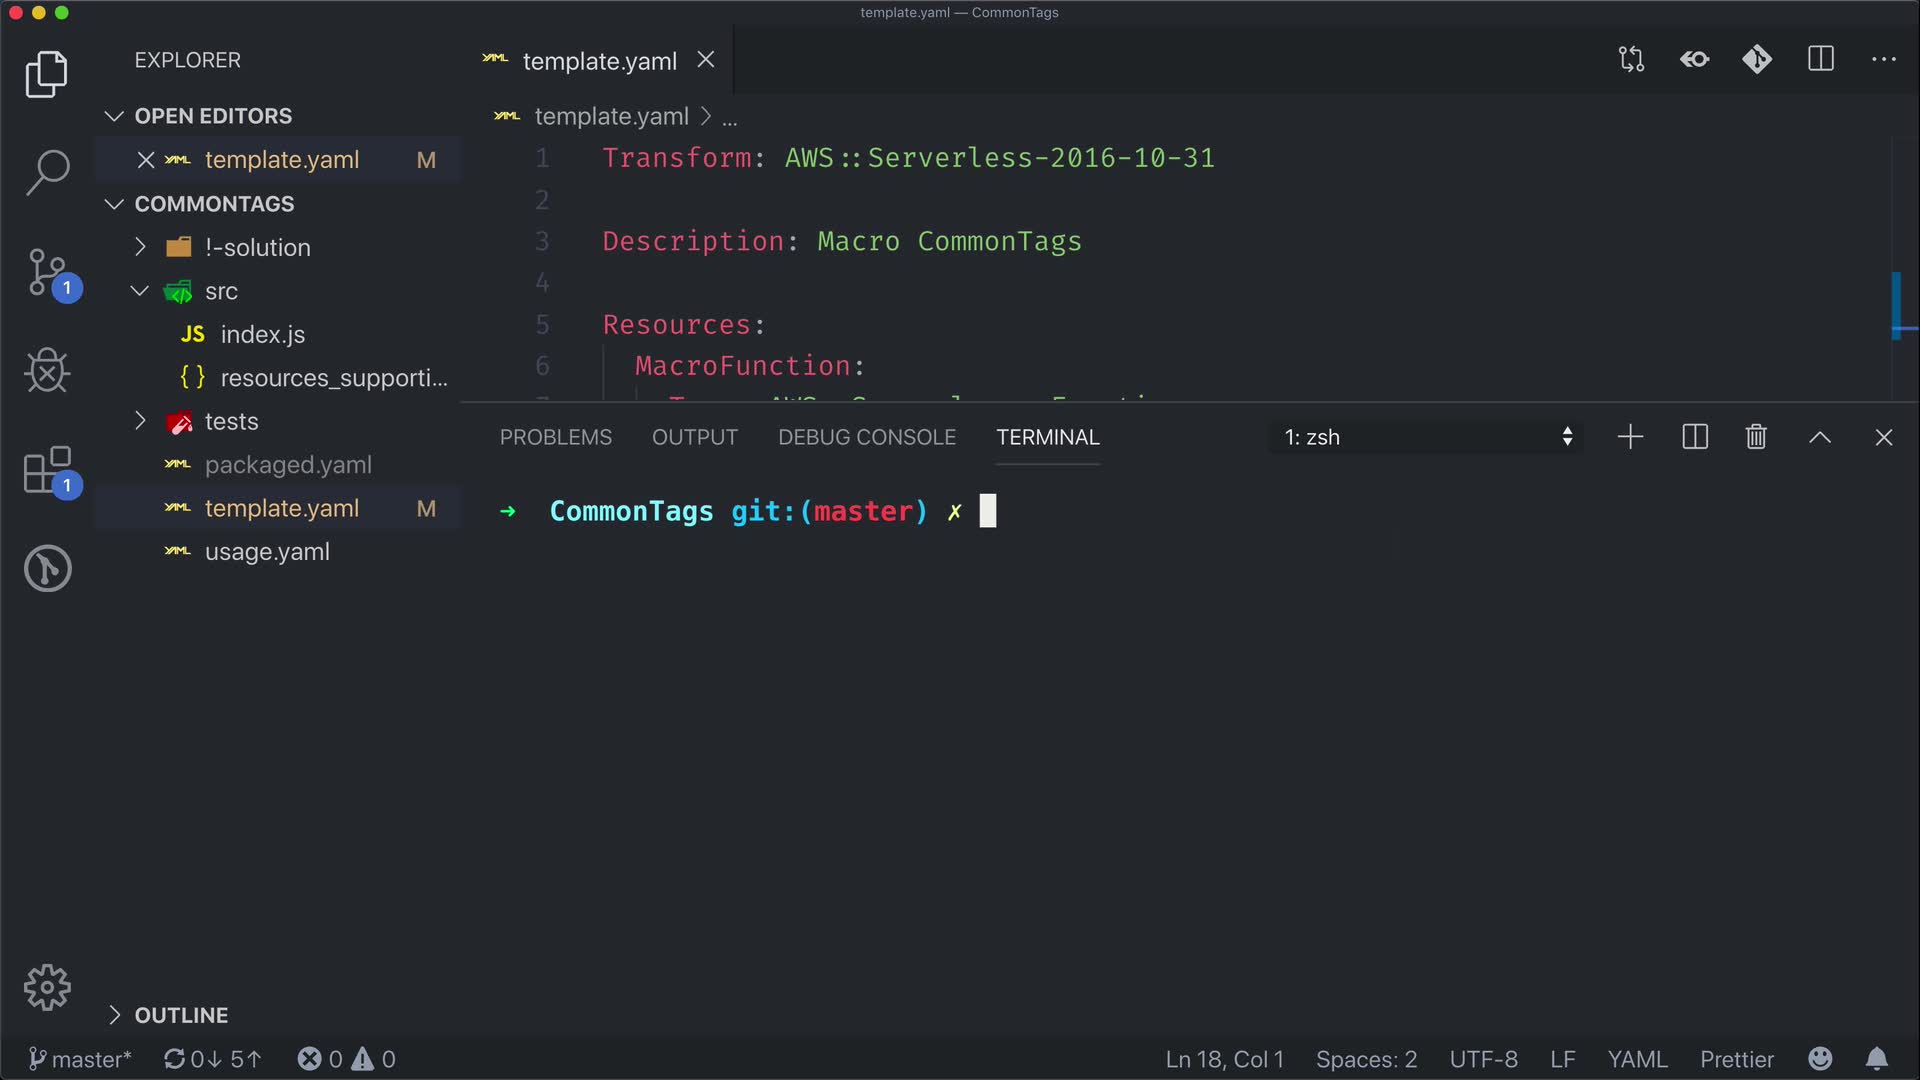 template.yaml — CommonTags
EXPLORER
OPEN EDITORS
template.yaml M
COMMONTAGS
!-solution
src
JS index.js
{ } resources_supporti...
tests
packaged.yaml
template.yaml M
usage.yaml
OUTLINE
1
1
template.yaml
template.yaml > ...
1 Transform: AWS::Serverless-2016-10-31
2
3 Description: Macro CommonTags
4
5 Resources:
6 MacroFunction:
PROBLEMS OUTPUT DEBUG CONSOLE TERMINAL 1: zsh
→ CommonTags git:(master) ✗
master* 0↓ 5↑ 0 0 Ln 18, Col 1 Spaces: 2 UTF-8 LF YAML Prettier